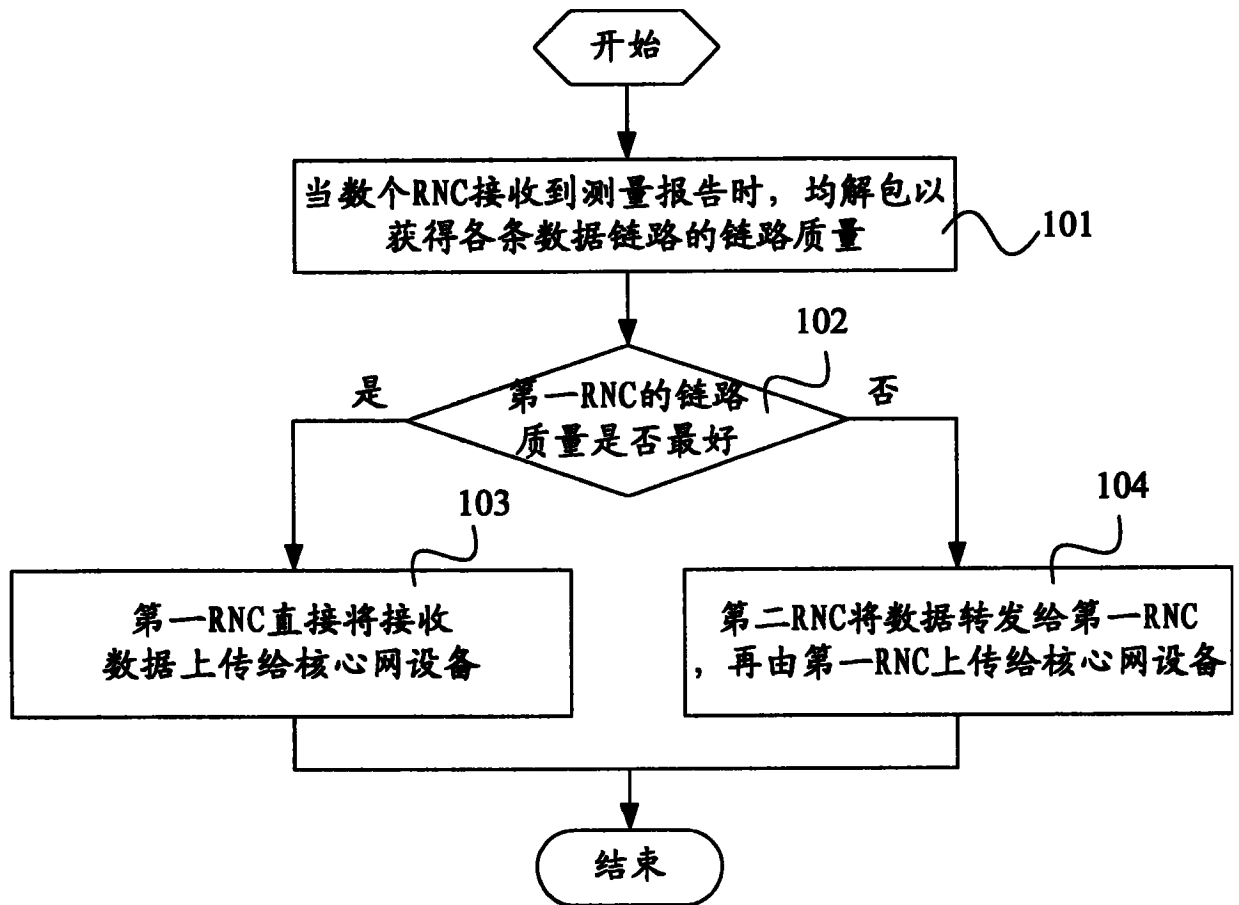 开始
当数个RNC接收到测量报告时，均解包以
获得各条数据链路的链路质量
101
102
是
第一RNC的链路
质量是否最好
否
103
104
第一RNC直接将接收
数据上传给核心网设备
第二RNC将数据转发给第一RNC
，再由第一RNC上传给核心网设备
结束